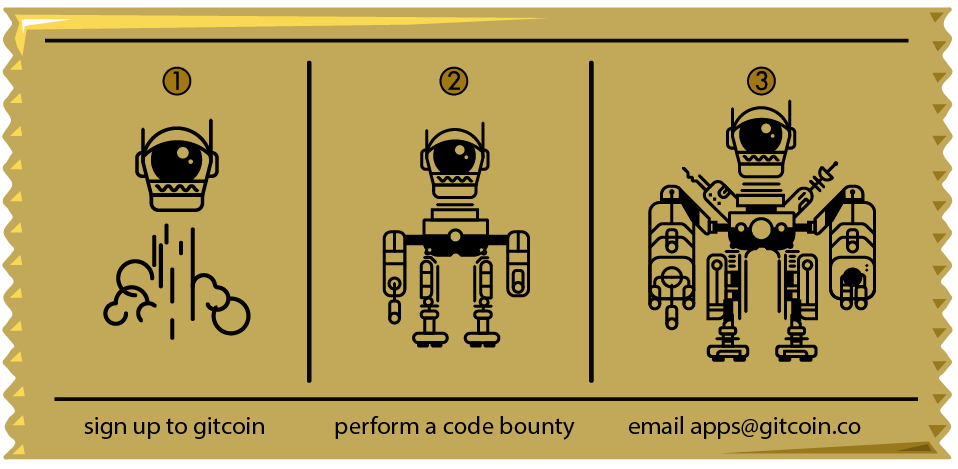 1
2
3
sign up to gitcoin
perform a code bounty
email apps@gitcoin.co